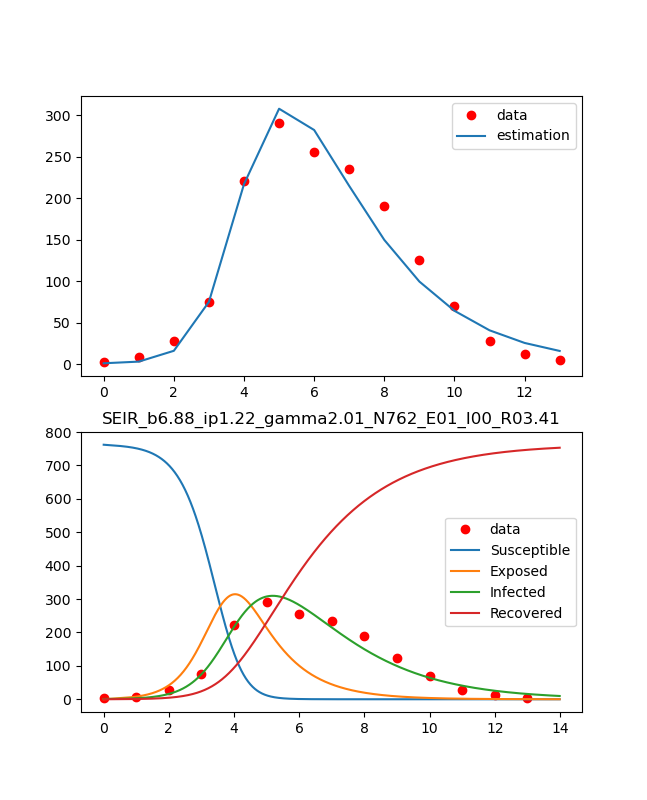 300
250
200
150
100
50
0
data
estimation
0 2 4 6 8 10 12
SEIR_b6.88_ip1.22_gamma2.01_N762_E01_I00_R03.41
800
700
600
500
400
300
200
100
0
data
Susceptible
Exposed
Infected
Recovered
0 2 4 6 8 10 12 14